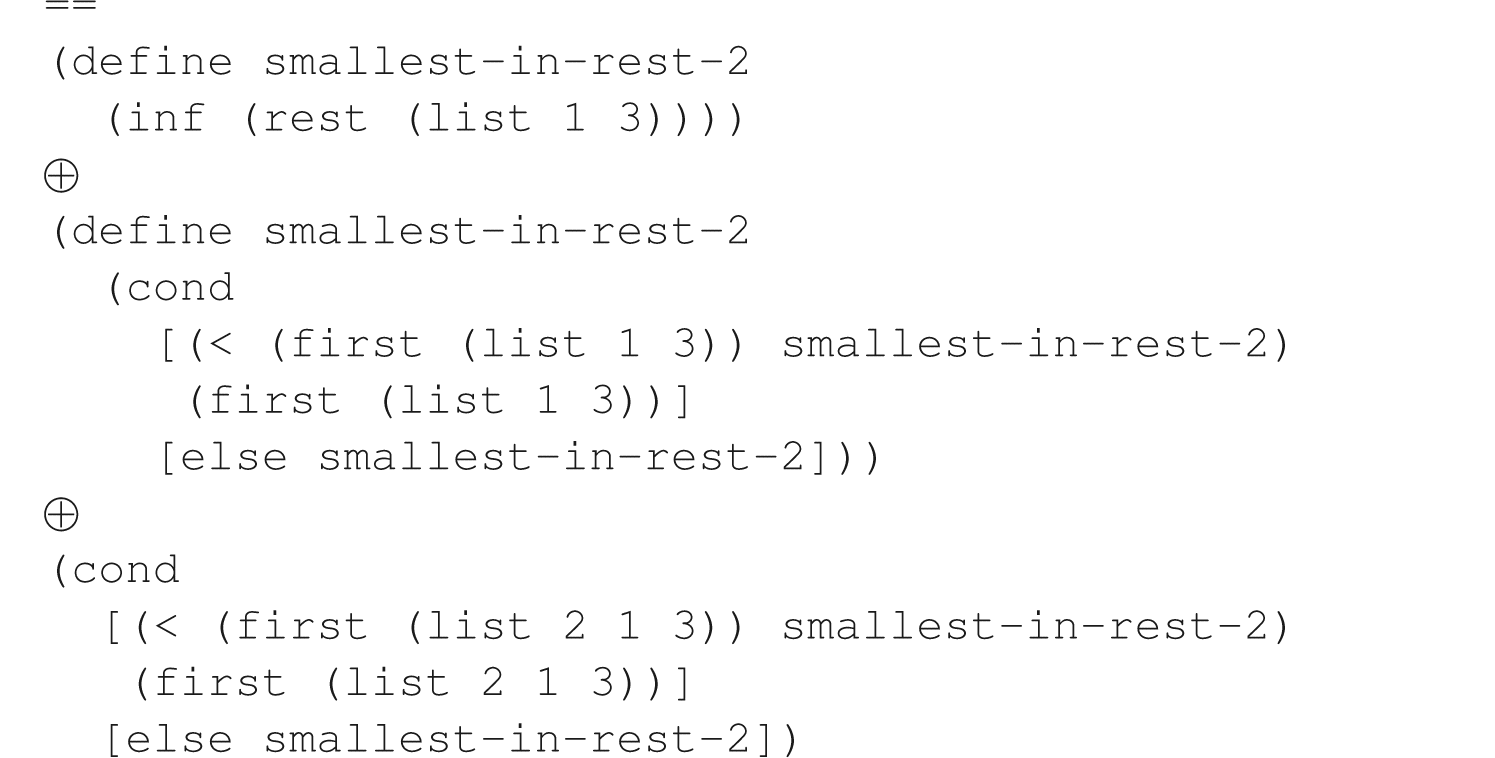 ==
(define smallest-in-rest-2
  (inf (rest (list 1 3))))
⊕
(define smallest-in-rest-2
  (cond
    [(< (first (list 1 3)) smallest-in-rest-2)
     (first (list 1 3))]
    [else smallest-in-rest-2]))
⊕
(cond
  [(< (first (list 2 1 3)) smallest-in-rest-2)
   (first (list 2 1 3))]
  [else smallest-in-rest-2])